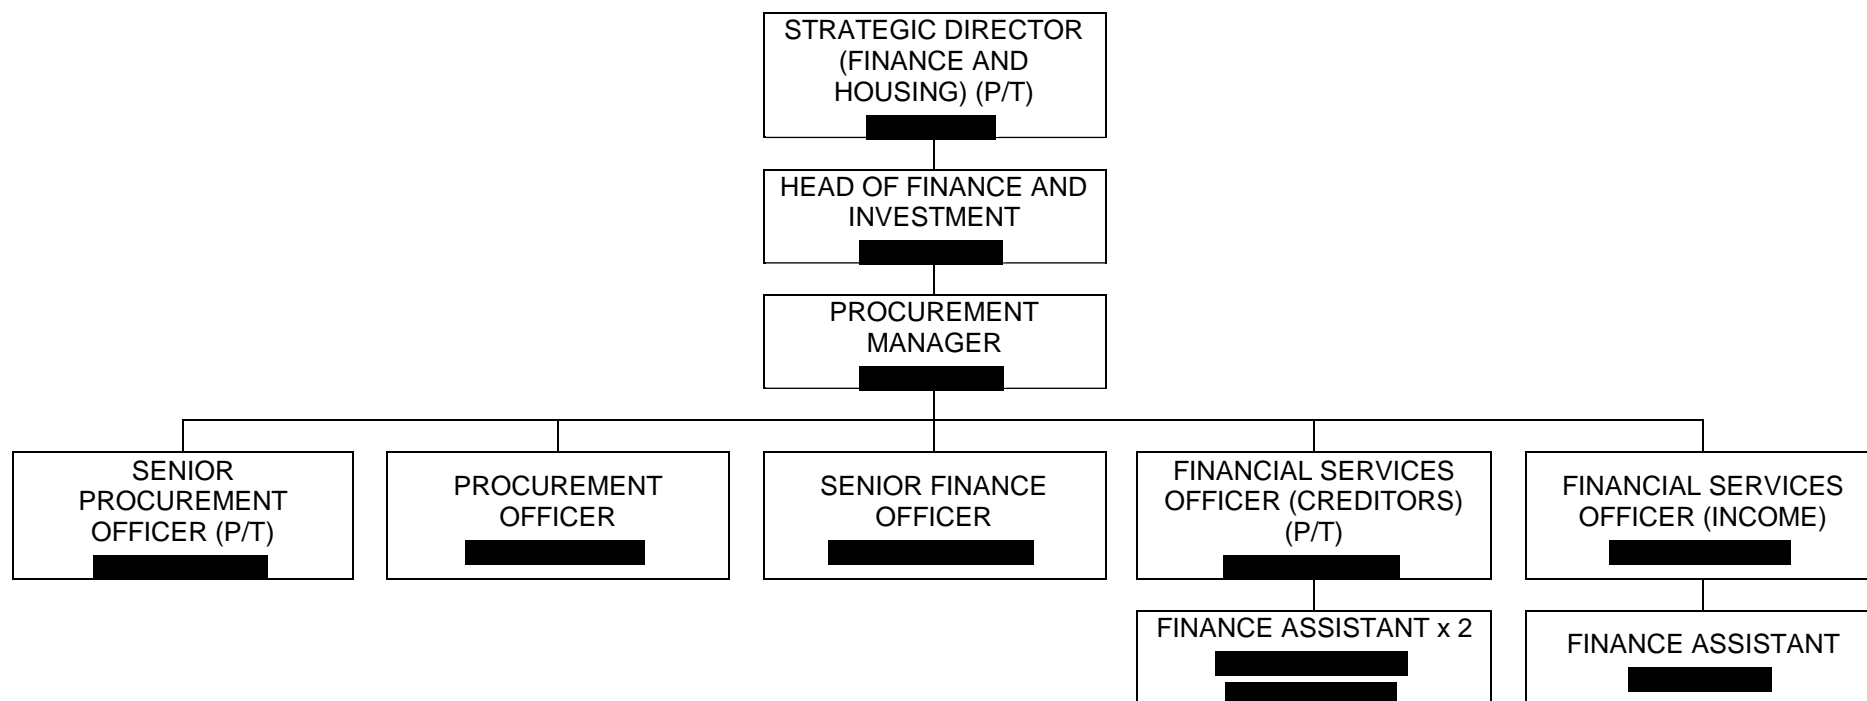 STRATEGIC DIRECTOR
(FINANCE AND
HOUSING) (P/T)
HEAD OF FINANCE AND
INVESTMENT
PROCUREMENT
MANAGER
SENIOR
PROCUREMENT
OFFICER (P/T)
PROCUREMENT
OFFICER
SENIOR FINANCE
OFFICER
FINANCIAL SERVICES
OFFICER (CREDITORS)
(P/T)
FINANCIAL SERVICES
OFFICER (INCOME)
FINANCE ASSISTANT x 2
FINANCE ASSISTANT